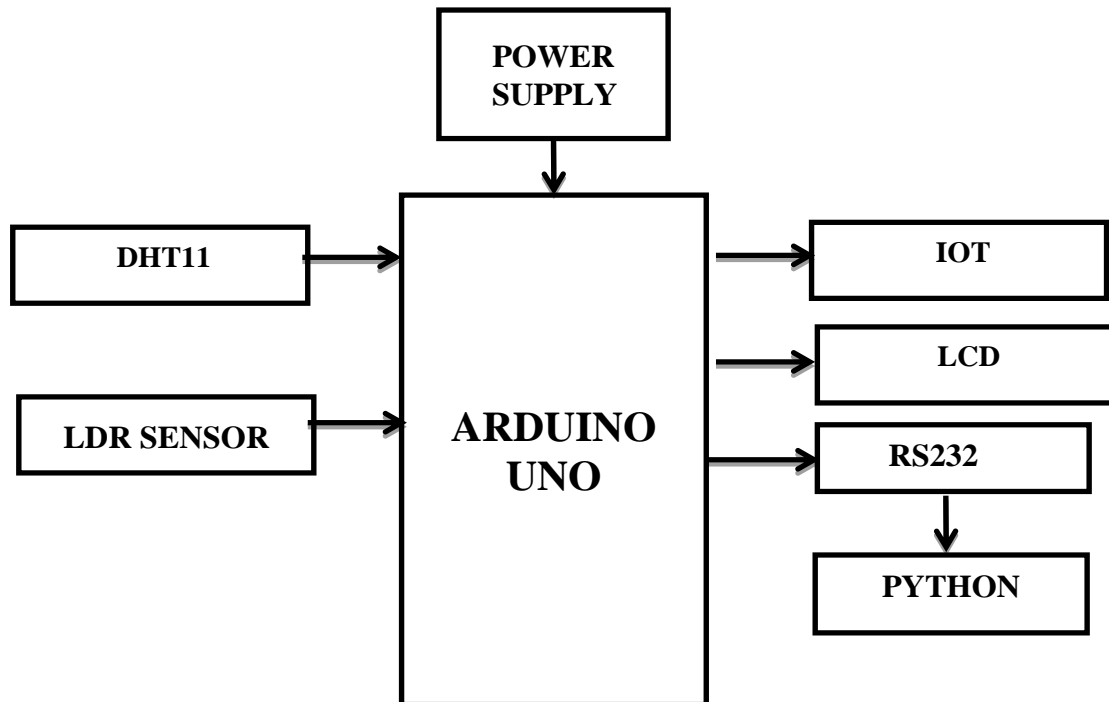 POWER
SUPPLY
DHT11
IOT
LCD
LDR SENSOR
ARDUINO
UNO
RS232
PYTHON